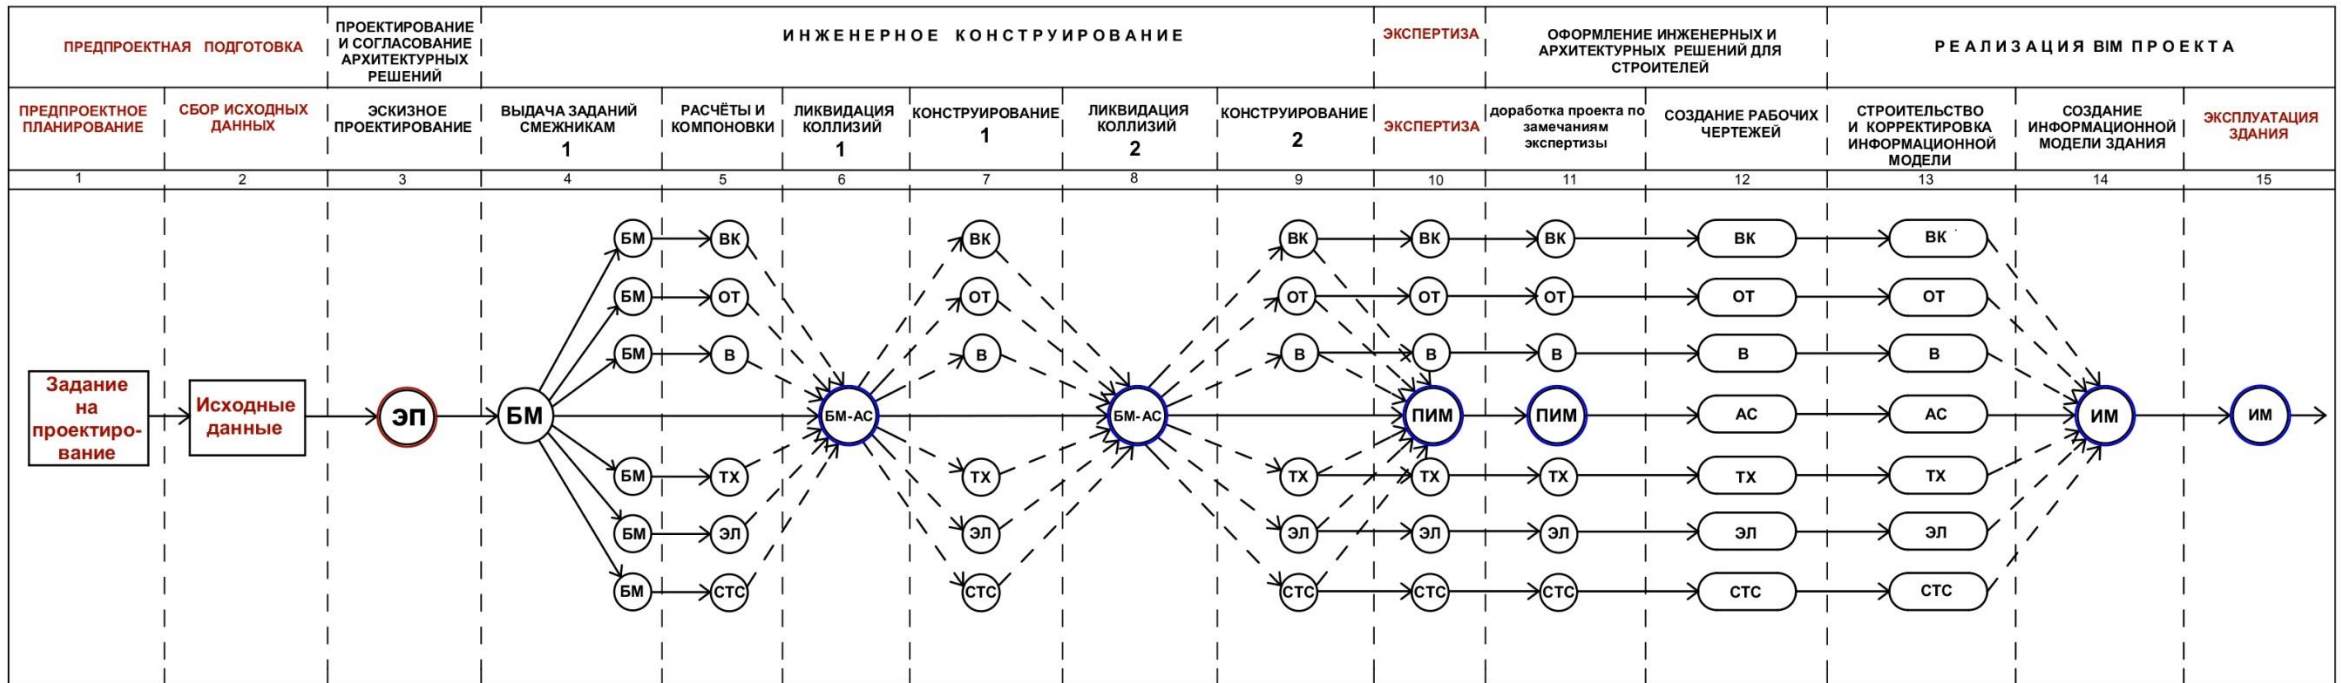 ПРЕДПРОЕКТНАЯ ПОДГОТОВКА
ПРОЕКТИРОВАНИЕ
И СОГЛАСОВАНИЕ
АРХИТЕКТУРНЫХ
РЕШЕНИЙ
ИНЖЕНЕРНОЕ КОНСТРУИРОВАНИЕ
ЭКСПЕРТИЗА
ОФОРМЛЕНИЕ ИНЖЕНЕРНЫХ И
АРХИТЕКТУРНЫХ РЕШЕНИЙ ДЛЯ
СТРОИТЕЛЕЙ
РЕАЛИЗАЦИЯ BIM ПРОЕКТА
ПРЕДПРОЕКТНОЕ
ПЛАНИРОВАНИЕ
СБОР ИСХОДНЫХ
ДАННЫХ
ЭСКИЗНОЕ
ПРОЕКТИРОВАНИЕ
ВЫДАЧА ЗАДАНИЙ
СМЕЖНИКАМ
1
РАСЧЁТЫ И
КОМПОНОВКИ
ЛИКВИДАЦИЯ
КОЛЛИЗИЙ
1
КОНСТРУИРОВАНИЕ
1
ЛИКВИДАЦИЯ
КОЛЛИЗИЙ
2
КОНСТРУИРОВАНИЕ
2
ЭКСПЕРТИЗА
доработка проекта по
замечаниям
экспертизы
СОЗДАНИЕ РАБОЧИХ
ЧЕРТЕЖЕЙ
СТРОИТЕЛЬСТВО
И КОРРЕКТИРОВКА
ИНФОРМАЦИОННОЙ
МОДЕЛИ
СОЗДАНИЕ
ИНФОРМАЦИОННОЙ
МОДЕЛИ ЗДАНИЯ
ЭКСПЛУАТАЦИЯ
ЗДАНИЯ
1 2 3 4 5 6 7 8 9 10 11 12 13 14 15
БМ ВК ВК ВК ВК ВК ВК ВК
БМ ОТ ОТ ОТ ОТ ОТ ОТ ОТ
БМ В В В В В В В
Задание
на
проектиро-
вание
Исходные
данные
ЭП БМ БМ-АС БМ-АС ПИМ ПИМ АС АС ИМ ИМ
БМ ТХ ТХ ТХ ТХ ТХ ТХ ТХ
БМ ЭЛ ЭЛ ЭЛ ЭЛ ЭЛ ЭЛ ЭЛ
БМ СТС СТС СТС СТС СТС СТС СТС